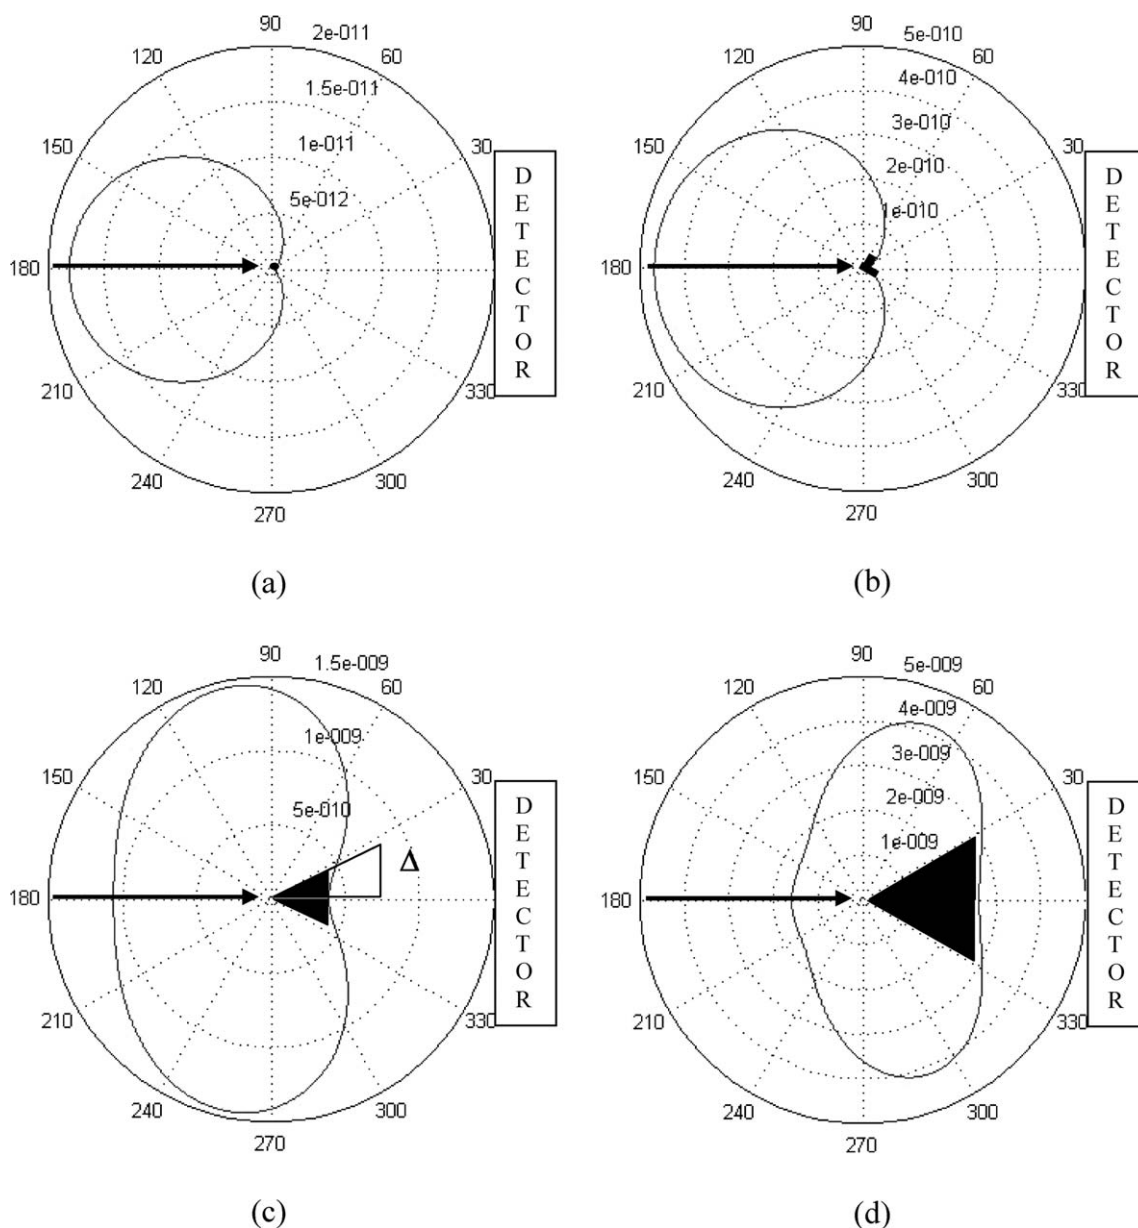 90
2e-011
120
60
1.5e-011
150
1e-011
30
5e-012
180
210
330
240
300
270
DETECTOR
(a)
90
5e-010
120
60
4e-010
3e-010
150
30
2e-010
1e-010
180
210
330
240
300
270
DETECTOR
(b)
90
1.5e-009
120
60
1e-009
150
30
5e-010
Δ
180
210
330
240
300
270
DETECTOR
(c)
90
5e-009
120
60
4e-009
3e-009
150
30
2e-009
1e-009
180
210
330
240
300
270
DETECTOR
(d)